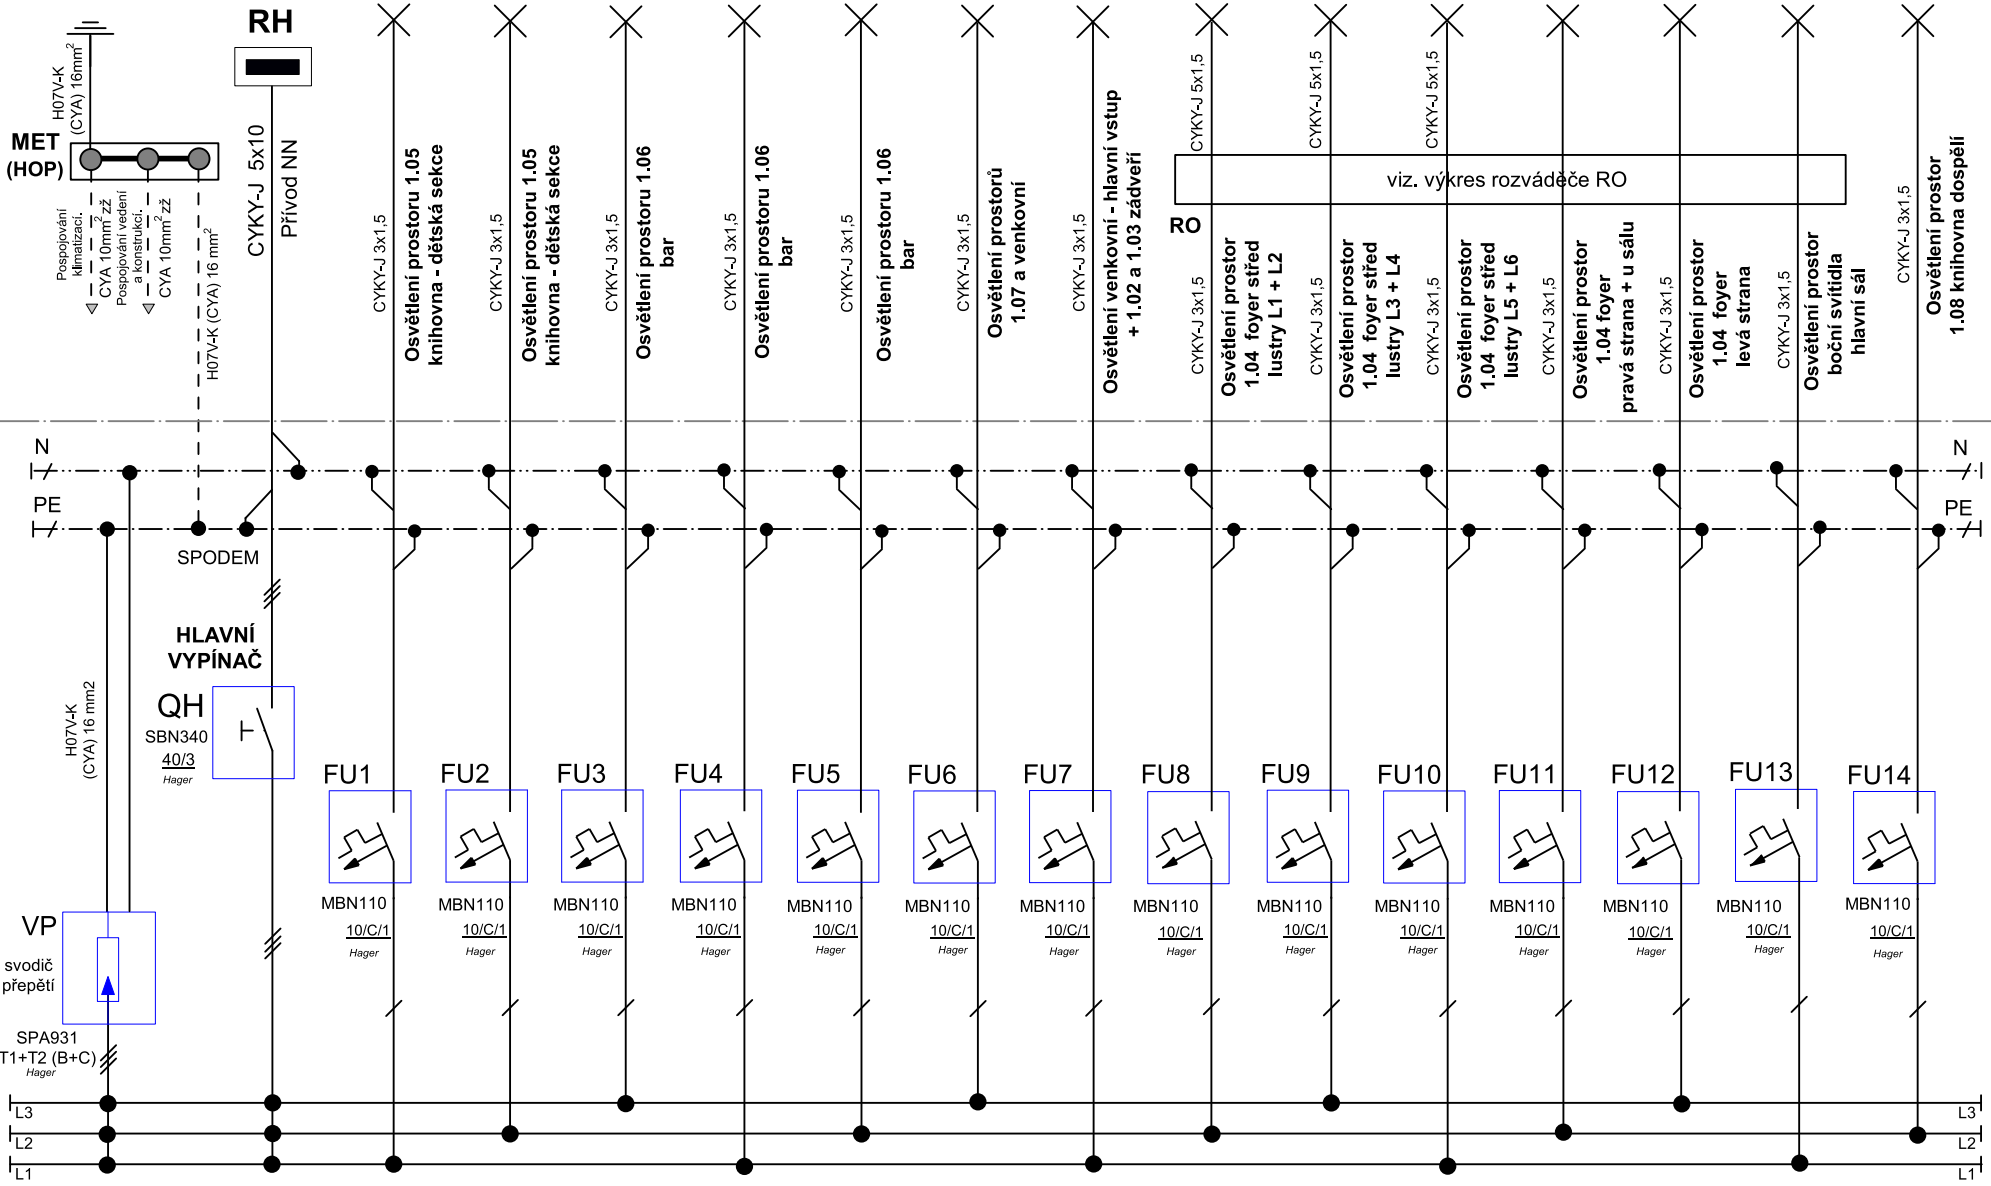 RH
H07V-K
(CYA) 16mm²
MET
(HOP)
Pospojování
klimatizací.
CYA 10mm² zž
Pospojování vedení
a konstrukcí.
CYA 10mm² zž
H07V-K (CYA) 16 mm²
CYKY-J 5x10
Přívod NN
CYKY-J 3x1,5
Osvětlení prostoru 1.05
knihovna - dětská sekce
CYKY-J 3x1,5
Osvětlení prostoru 1.05
knihovna - dětská sekce
CYKY-J 3x1,5
Osvětlení prostoru 1.06
bar
CYKY-J 3x1,5
Osvětlení prostoru 1.06
bar
CYKY-J 3x1,5
Osvětlení prostoru 1.06
bar
CYKY-J 3x1,5
Osvětlení prostorů
1.07 a venkovní
CYKY-J 3x1,5
Osvětlení venkovní - hlavní vstup
+ 1.02 a 1.03 zádveří
CYKY-J 5x1,5
CYKY-J 5x1,5
CYKY-J 5x1,5
viz. výkres rozváděče RO
RO
CYKY-J 3x1,5
Osvětlení prostor
1.04 foyer střed
lustry L1 + L2
CYKY-J 3x1,5
Osvětlení prostor
1.04 foyer střed
lustry L3 + L4
CYKY-J 3x1,5
Osvětlení prostor
1.04 foyer střed
lustry L5 + L6
CYKY-J 3x1,5
Osvětlení prostor
1.04 foyer
pravá strana + u sálu
CYKY-J 3x1,5
Osvětlení prostor
1.04 foyer
levá strana
CYKY-J 3x1,5
Osvětlení prostor
boční svítidla
hlavní sál
CYKY-J 3x1,5
Osvětlení prostor
1.08 knihovna dospělí
N
N
PE
PE
SPODEM
HLAVNÍ
VYPÍNAČ
QH
SBN340
40/3
Hager
H07V-K
(CYA) 16 mm2
FU1
MBN110
10/C/1
Hager
FU2
MBN110
10/C/1
Hager
FU3
MBN110
10/C/1
Hager
FU4
MBN110
10/C/1
Hager
FU5
MBN110
10/C/1
Hager
FU6
MBN110
10/C/1
Hager
FU7
MBN110
10/C/1
Hager
FU8
MBN110
10/C/1
Hager
FU9
MBN110
10/C/1
Hager
FU10
MBN110
10/C/1
Hager
FU11
MBN110
10/C/1
Hager
FU12
MBN110
10/C/1
Hager
FU13
MBN110
10/C/1
Hager
FU14
MBN110
10/C/1
Hager
VP
svodič
přepětí
SPA931
T1+T2 (B+C)
Hager
L3
L3
L2
L2
L1
L1